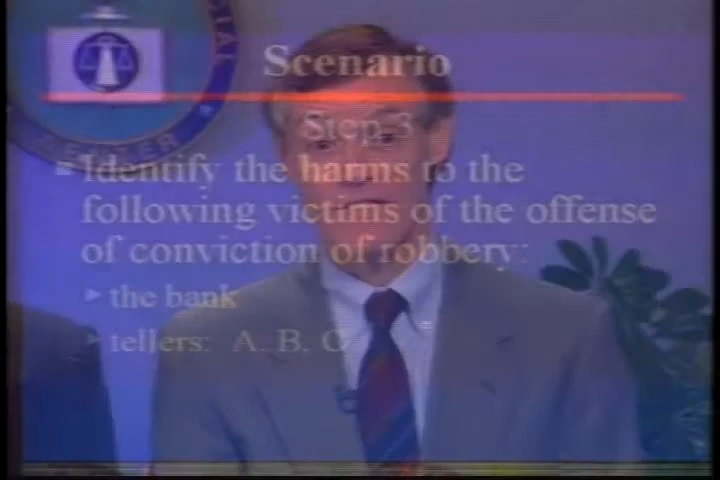 Scenario
Step 3
Identify the harms to the
following victims of the offense
of conviction of robbery:
the bank
tellers: A, B, C